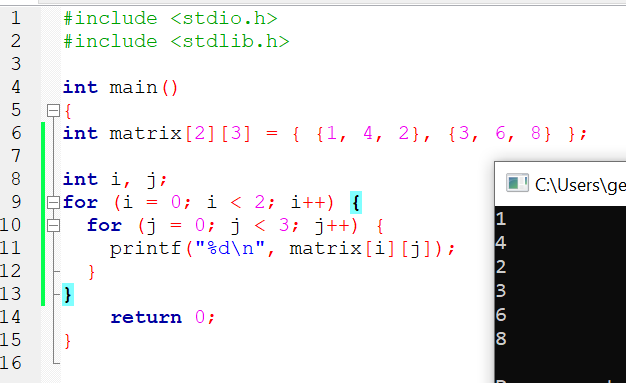 1 #include <stdio.h>
2 #include <stdlib.h>
3
4 int main()
5 {
6 int matrix[2][3] = { {1, 4, 2}, {3, 6, 8} };
7
8 int i, j;
9 for (i = 0; i < 2; i++) {
10   for (j = 0; j < 3; j++) {
11     printf("%d\n", matrix[i][j]);
12   }
13 }
14     return 0;
15 }
16
C:\Users\ge
1
4
2
3
6
8